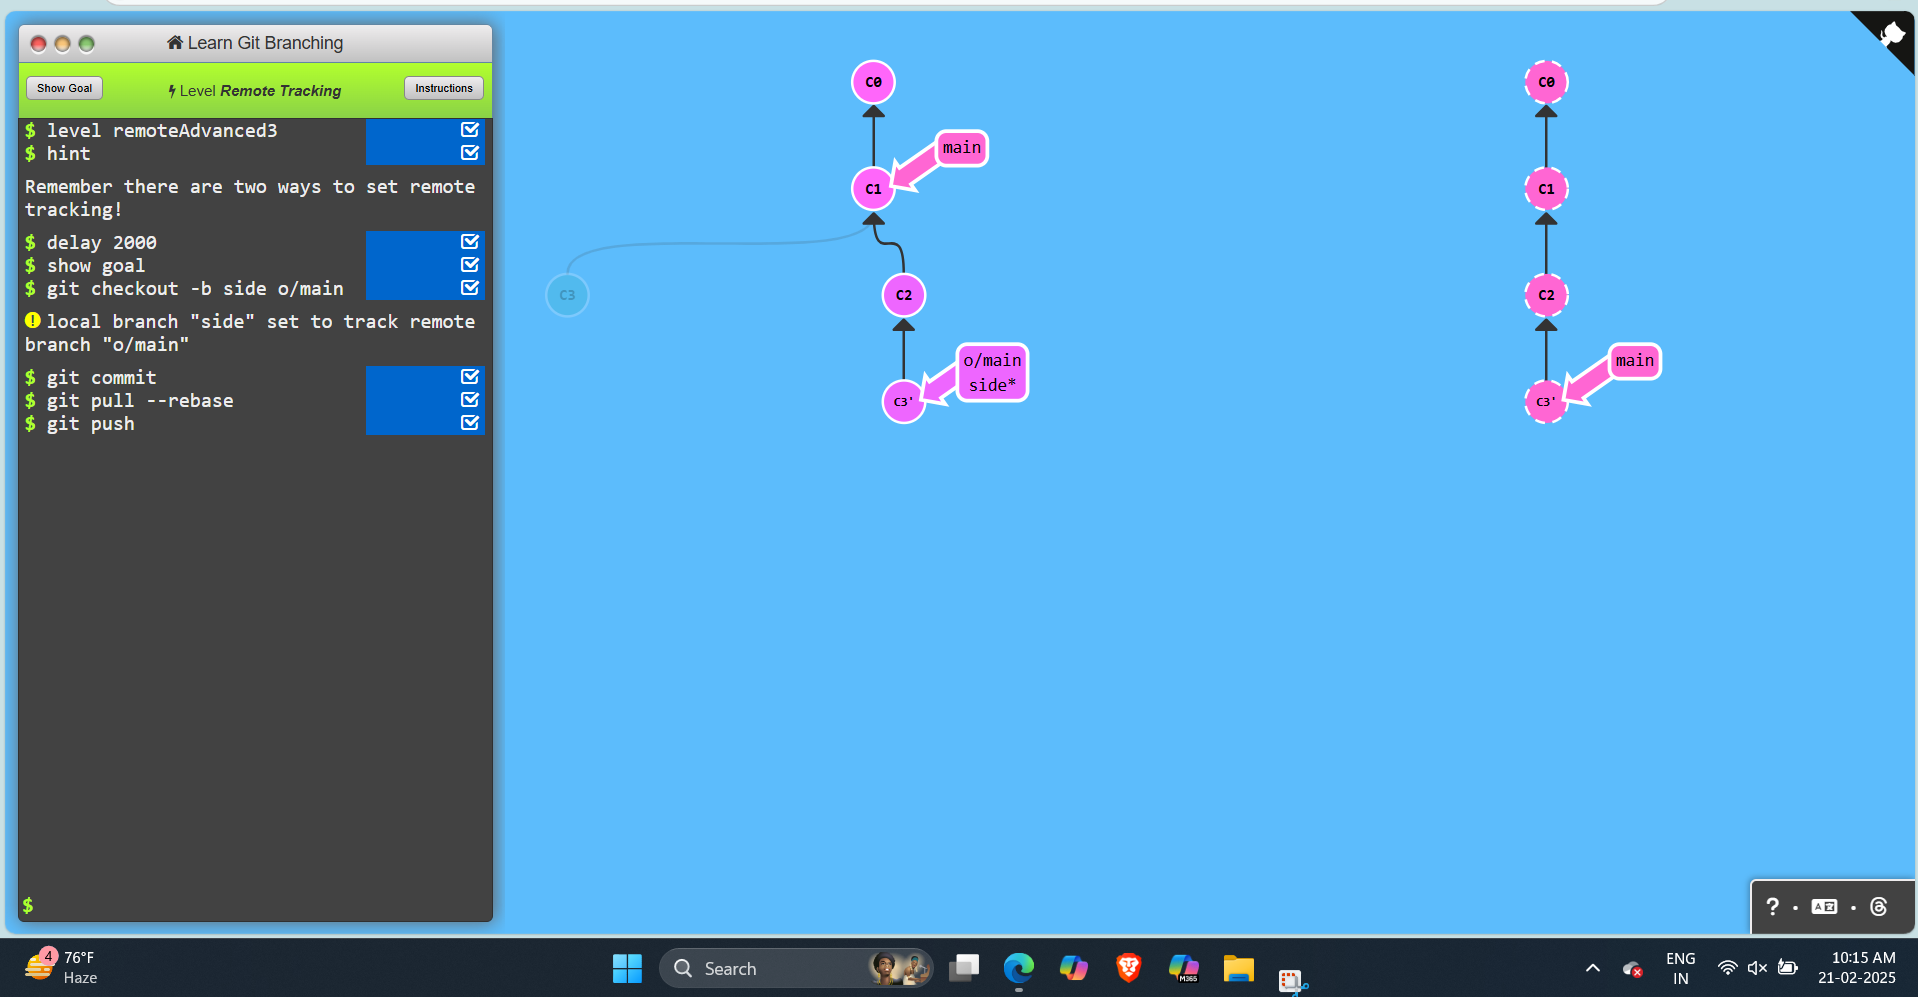 Learn Git Branching
Show Goal
Level Remote Tracking
Instructions
$ level remoteAdvanced3
$ hint
Remember there are two ways to set remote
tracking!
$ delay 2000
$ show goal
$ git checkout -b side o/main
! local branch "side" set to track remote
branch "o/main"
$ git commit
$ git pull --rebase
$ git push
$
C0
main
C1
C3
C2
o/main
side*
C3'
C0
C1
C2
main
C3'
?
4
76°F
Haze
Search
M365
ENG
IN
10:15 AM
21-02-2025